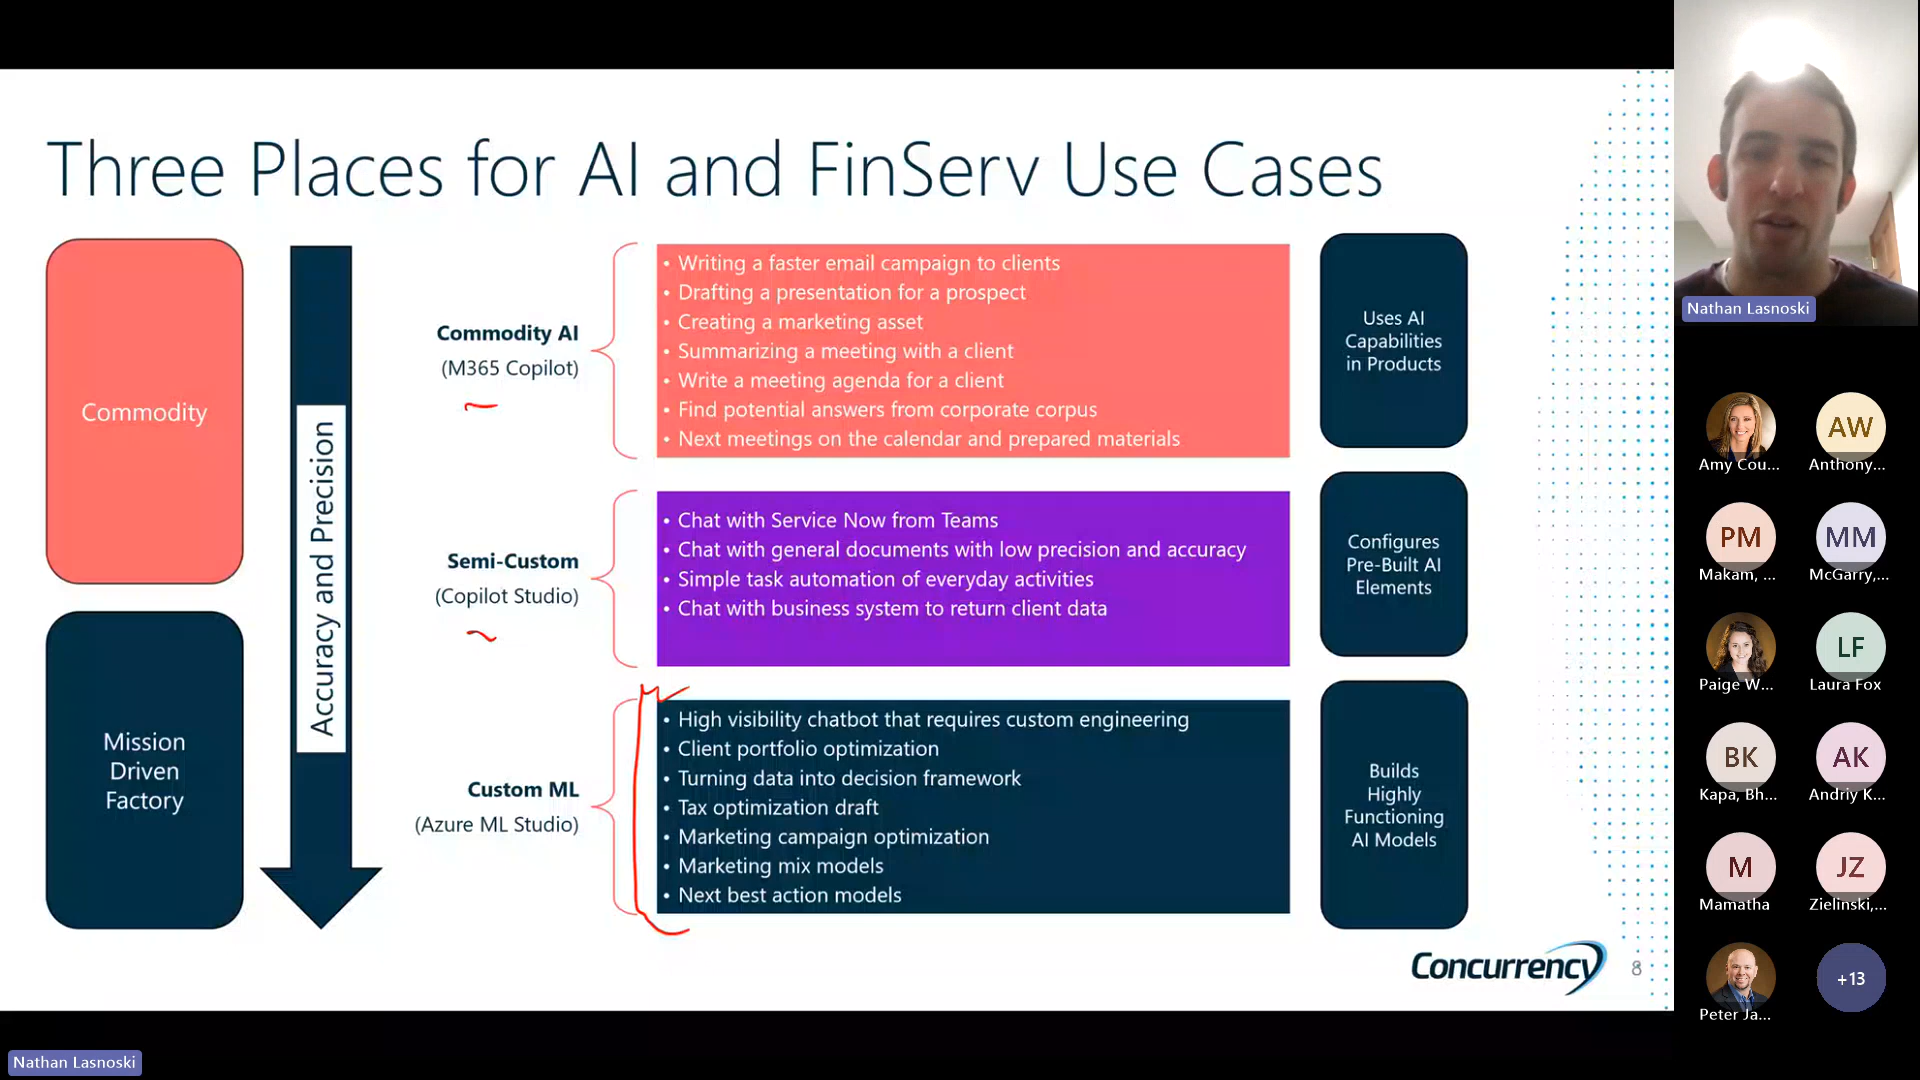 Three Places for AI and FinServ Use Cases
Commodity
Mission
Driven
Factory
Accuracy and Precision
Commodity AI
(M365 Copilot)
• Writing a faster email campaign to clients
• Drafting a presentation for a prospect
• Creating a marketing asset
• Summarizing a meeting with a client
• Write a meeting agenda for a client
• Find potential answers from corporate corpus
• Next meetings on the calendar and prepared materials
Uses AI
Capabilities
in Products
Semi-Custom
(Copilot Studio)
• Chat with Service Now from Teams
• Chat with general documents with low precision and accuracy
• Simple task automation of everyday activities
• Chat with business system to return client data
Configures
Pre-Built AI
Elements
Custom ML
(Azure ML Studio)
• High visibility chatbot that requires custom engineering
• Client portfolio optimization
• Turning data into decision framework
• Tax optimization draft
• Marketing campaign optimization
• Marketing mix models
• Next best action models
Builds
Highly
Functioning
AI Models
Concurrency
8
Nathan Lasnoski
Nathan Lasnoski
Amy Cou...
AW
Anthony...
PM
Makam, ...
MM
McGarry,...
Paige W...
LF
Laura Fox
BK
Kapa, Bh...
AK
Andriy K...
M
Mamatha
JZ
Zielinski,...
Peter Ja...
+13